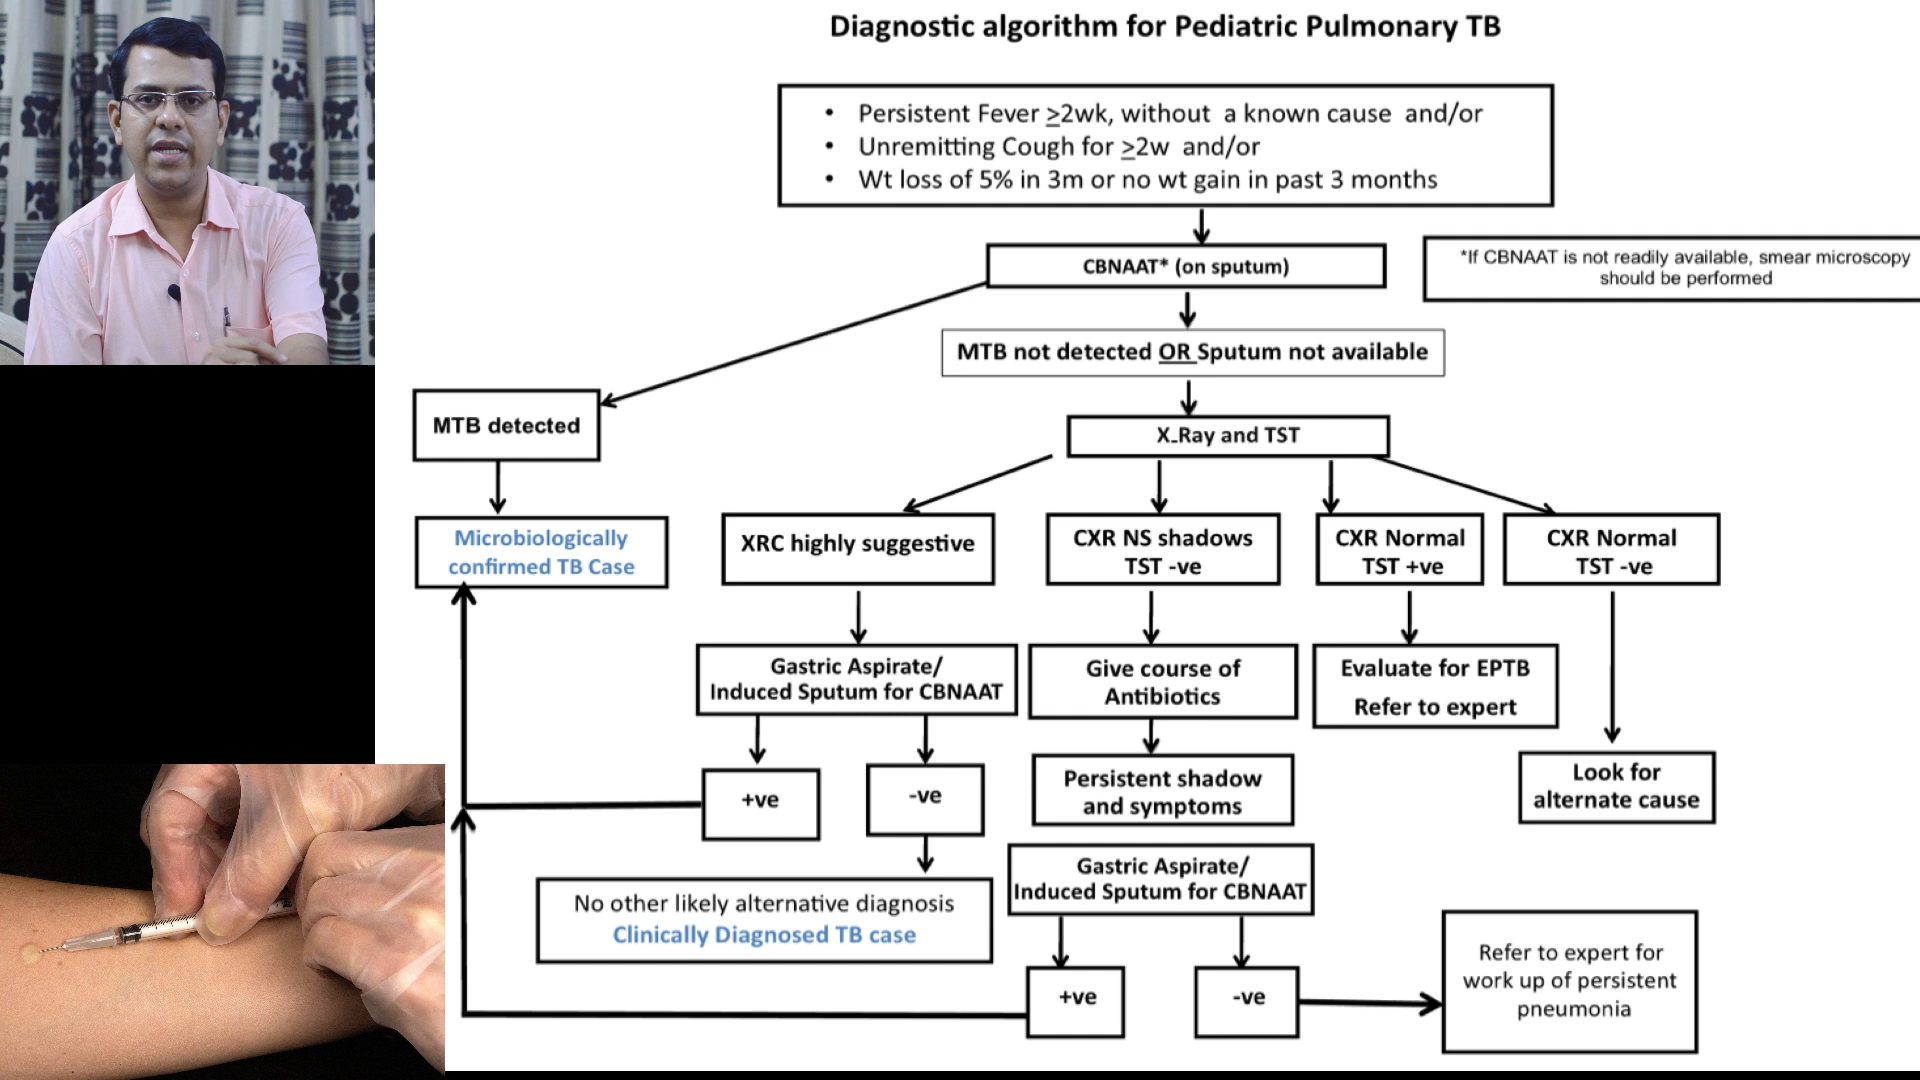 Diagnostic algorithm for Pediatric Pulmonary TB
• Persistent Fever ≥2wk, without a known cause and/or
• Unremitting Cough for ≥2w and/or
• Wt loss of 5% in 3m or no wt gain in past 3 months
CBNAAT* (on sputum)
*If CBNAAT is not readily available, smear microscopy
should be performed
MTB not detected OR Sputum not available
MTB detected
X-Ray and TST
Microbiologically
confirmed TB Case
XRC highly suggestive
CXR NS shadows
TST -ve
CXR Normal
TST +ve
CXR Normal
TST -ve
Gastric Aspirate/
Induced Sputum for CBNAAT
Give course of
Antibiotics
Evaluate for EPTB
Refer to expert
+ve
-ve
Persistent shadow
and symptoms
Look for
alternate cause
No other likely alternative diagnosis
Clinically Diagnosed TB case
Gastric Aspirate/
Induced Sputum for CBNAAT
+ve
-ve
Refer to expert for
work up of persistent
pneumonia